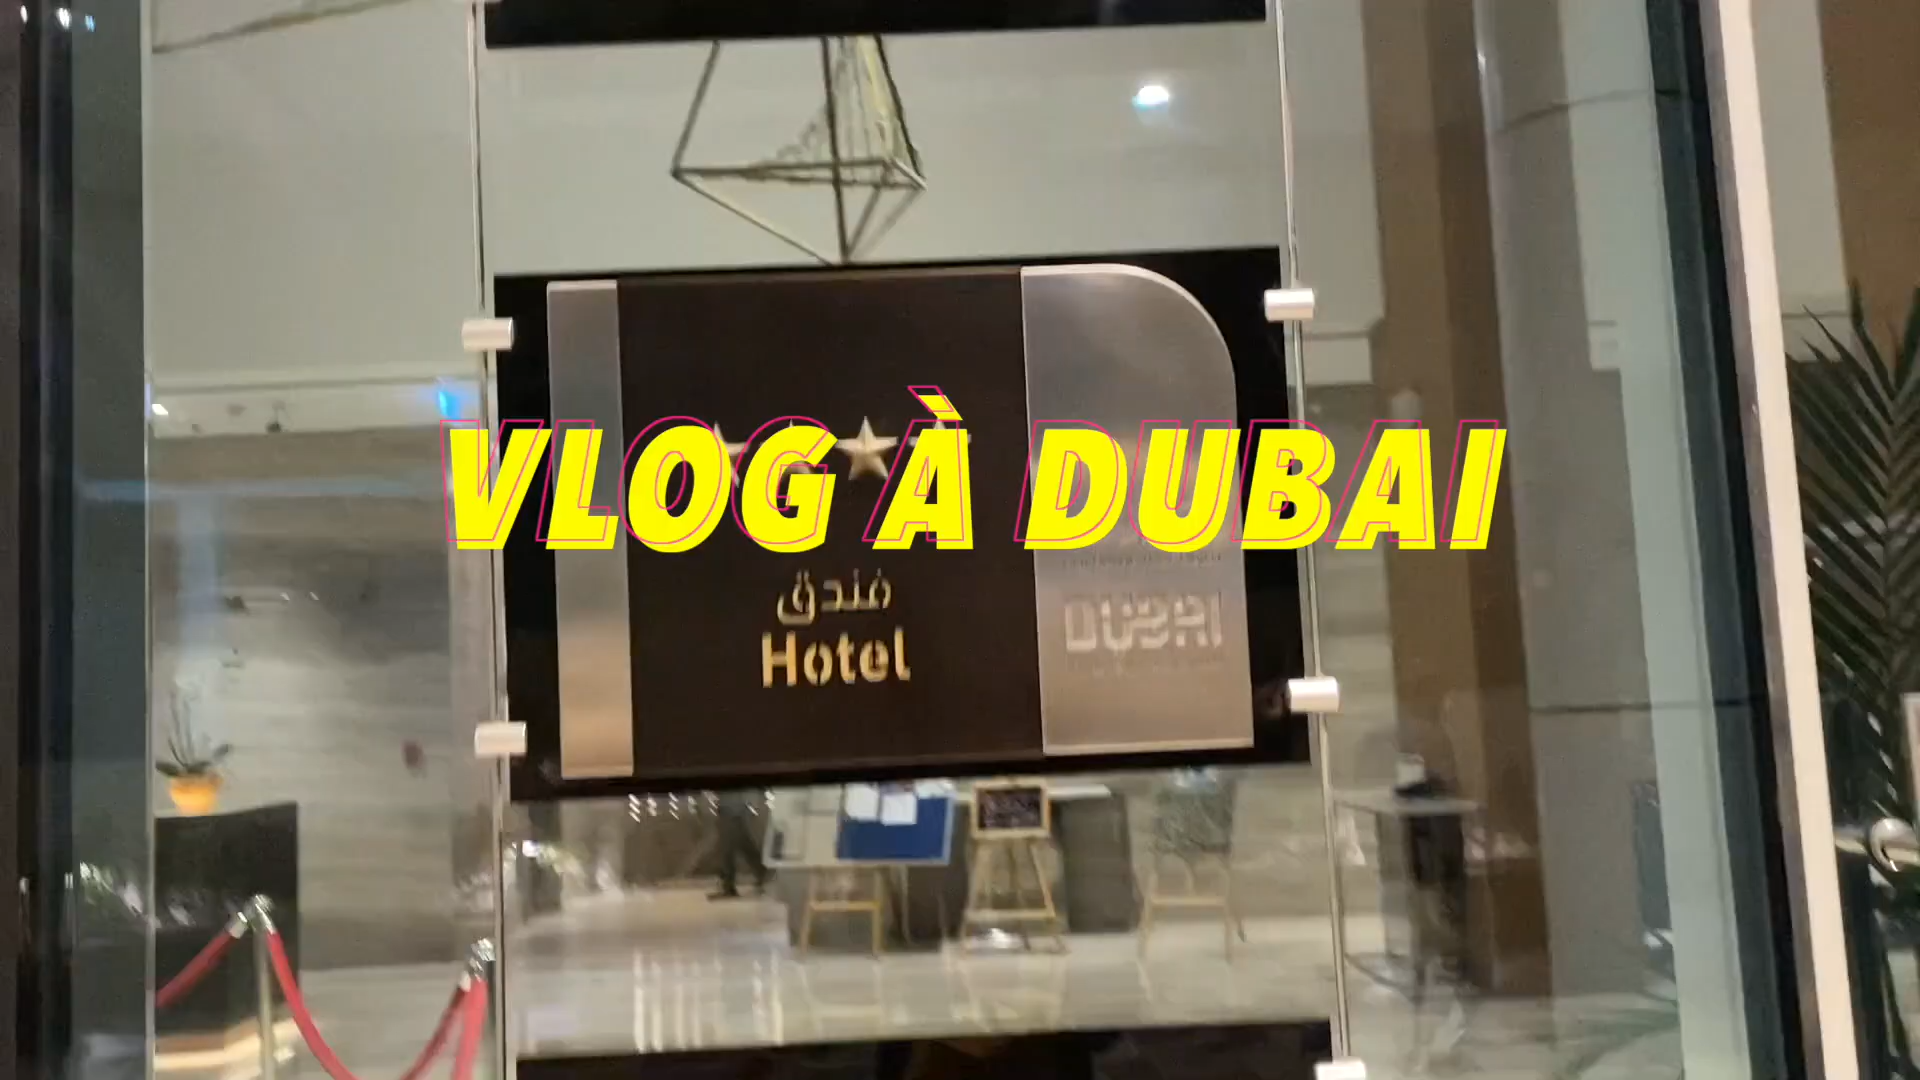 VLOG À DUBAI
فندق
Hotel
DUBAI